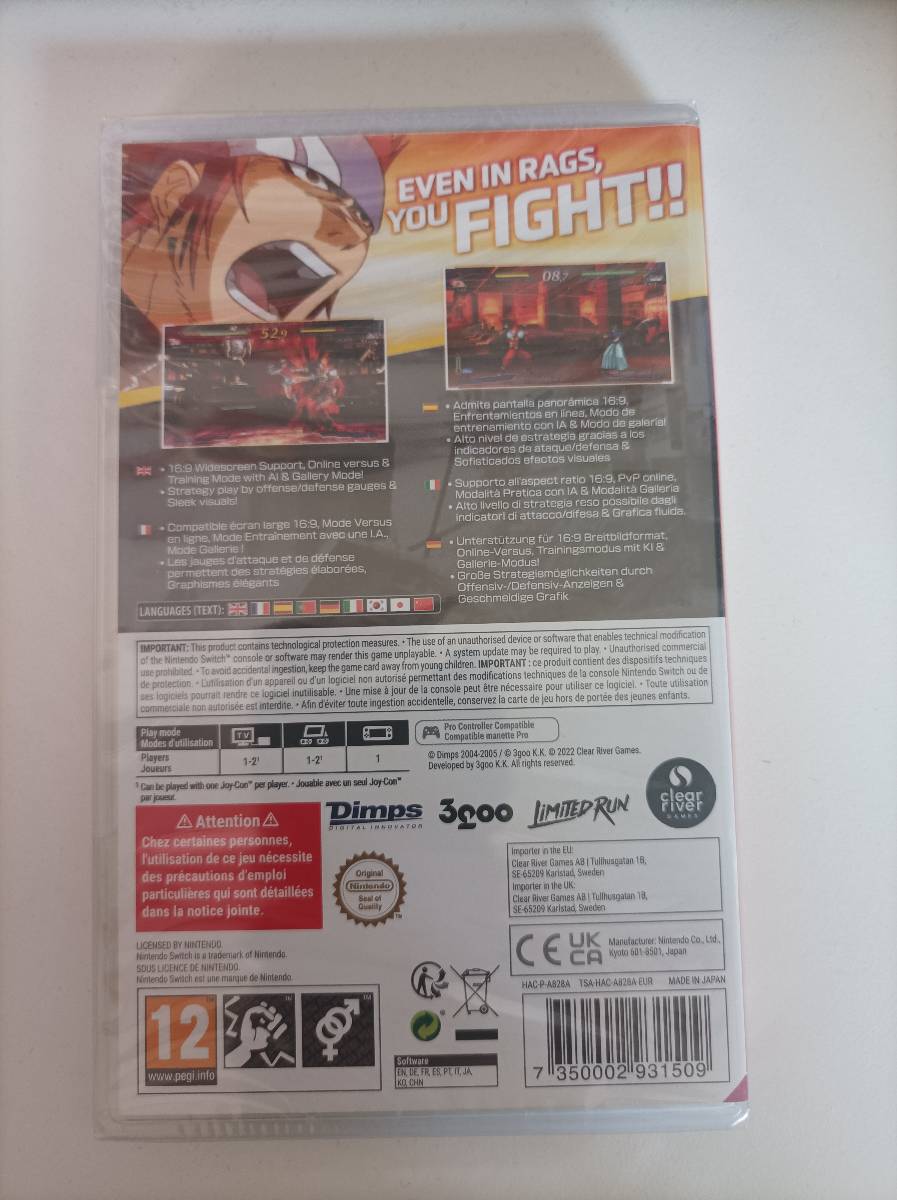 EVEN IN RAGS,
YOU FIGHT!!
52.9
08.7
• 16:9 Widescreen Support, Online versus &
Training Mode with AI & Gallery Mode!
• Strategy play by offense/defense gauges &
Sleek visuals!
• Compatible écran large 16:9, Mode Versus
en ligne, Mode Entraînement avec une I.A.,
Mode Gallerie !
• Les jauges d'attaque et de défense
permettent des stratégies élaborées,
Graphismes élégants
• Admite pantalla panorámica 16:9,
Enfrentamientos en línea, Modo de
entrenamiento con IA & Modo de galería!
• Alto nivel de estrategia gracias a los
indicadores de ataque/defensa &
Sofisticados efectos visuales
• Supporto all'aspect ratio 16:9, PvP online,
Modalità Pratica con IA & Modalità Galleria
• Alto livello di strategia reso possibile dagli
indicatori di attacco/difesa & Grafica fluida.
• Unterstützung für 16:9 Breitbildformat,
Online-Versus, Trainingsmodus mit KI &
Gallerie-Modus!
• Große Strategiemöglichkeiten durch
Offensiv-/Defensiv-Anzeigen &
Geschmeidige Grafik
LANGUAGES (TEXT):
IMPORTANT: This product contains technological protection measures. • The use of an unauthorised device or software that enables technical modification
of the Nintendo Switch™ console or software may render this game unplayable. • A system update may be required to play. • Unauthorised commercial
use prohibited. • To avoid accidental ingestion, keep the game card away from young children. IMPORTANT : ce produit contient des dispositifs techniques
de protection. • L'utilisation d'un appareil ou d'un logiciel non autorisé permettant des modifications techniques de la console Nintendo Switch ou de
ses logiciels pourrait rendre ce logiciel inutilisable. • Une mise à jour de la console peut être nécessaire pour utiliser ce logiciel. • Toute utilisation
commerciale non autorisée est interdite. • Afin d'éviter toute ingestion accidentelle, conservez la carte de jeu hors de portée des jeunes enfants.
Play mode
Modes d'utilisation
TV
Players
Joueurs
1-2¹
1-2¹
1
Pro Controller Compatible
Compatible manette Pro
© Dimps 2004-2005 / © 3goo K.K. © 2022 Clear River Games.
Developed by 3goo K.K. All rights reserved.
¹ Can be played with one Joy-Con™ per player. • Jouable avec un seul Joy-Con™
par joueur.
Attention
Chez certaines personnes,
l'utilisation de ce jeu nécessite
des précautions d'emploi
particulières qui sont détaillées
dans la notice jointe.
Dimps
DIGITAL INNOVATOR
3goo
LIMITED RUN
clear
river
GAMES
Original
Nintendo
Seal of
Quality
™
Importer in the EU:
Clear River Games AB | Tullhusgatan 1B,
SE-65209 Karlstad, Sweden
Importer in the UK:
Clear River Games AB | Tullhusgatan 1B,
SE-65209 Karlstad, Sweden
CE UK
CA
Manufacturer: Nintendo Co., Ltd.,
Kyoto 601-8501, Japan
LICENSED BY NINTENDO.
Nintendo Switch is a trademark of Nintendo.
SOUS LICENCE DE NINTENDO.
Nintendo Switch est une marque de Nintendo.
HAC-P-A828A TSA-HAC-A828A-EUR MADE IN JAPAN
12
www.pegi.info
Software
EN, DE, FR, ES, PT, IT, JA,
KO, CHN
7 350002 931509